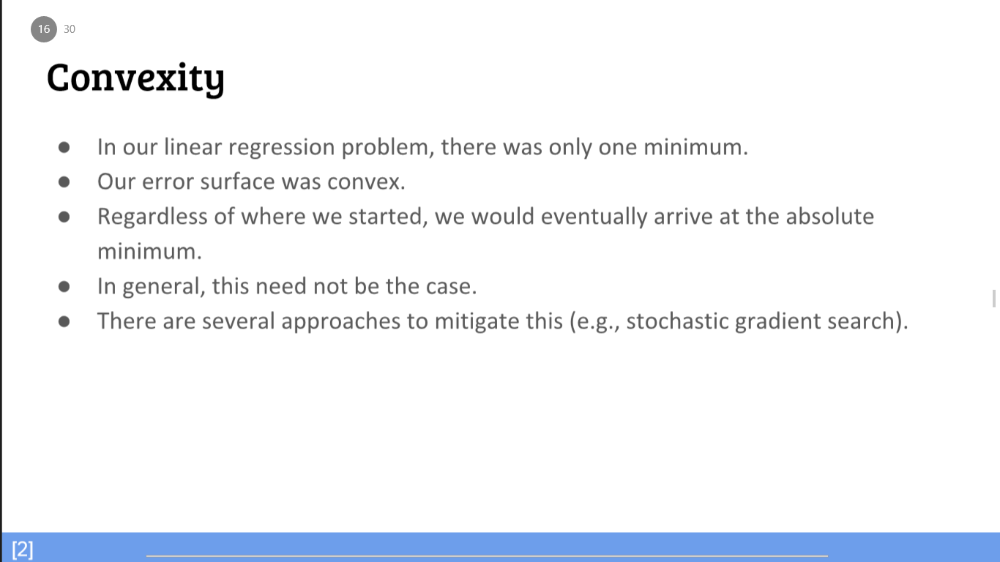 16 30
Convexity
● In our linear regression problem, there was only one minimum.
● Our error surface was convex.
● Regardless of where we started, we would eventually arrive at the absolute
minimum.
● In general, this need not be the case.
● There are several approaches to mitigate this (e.g., stochastic gradient search).
[2]